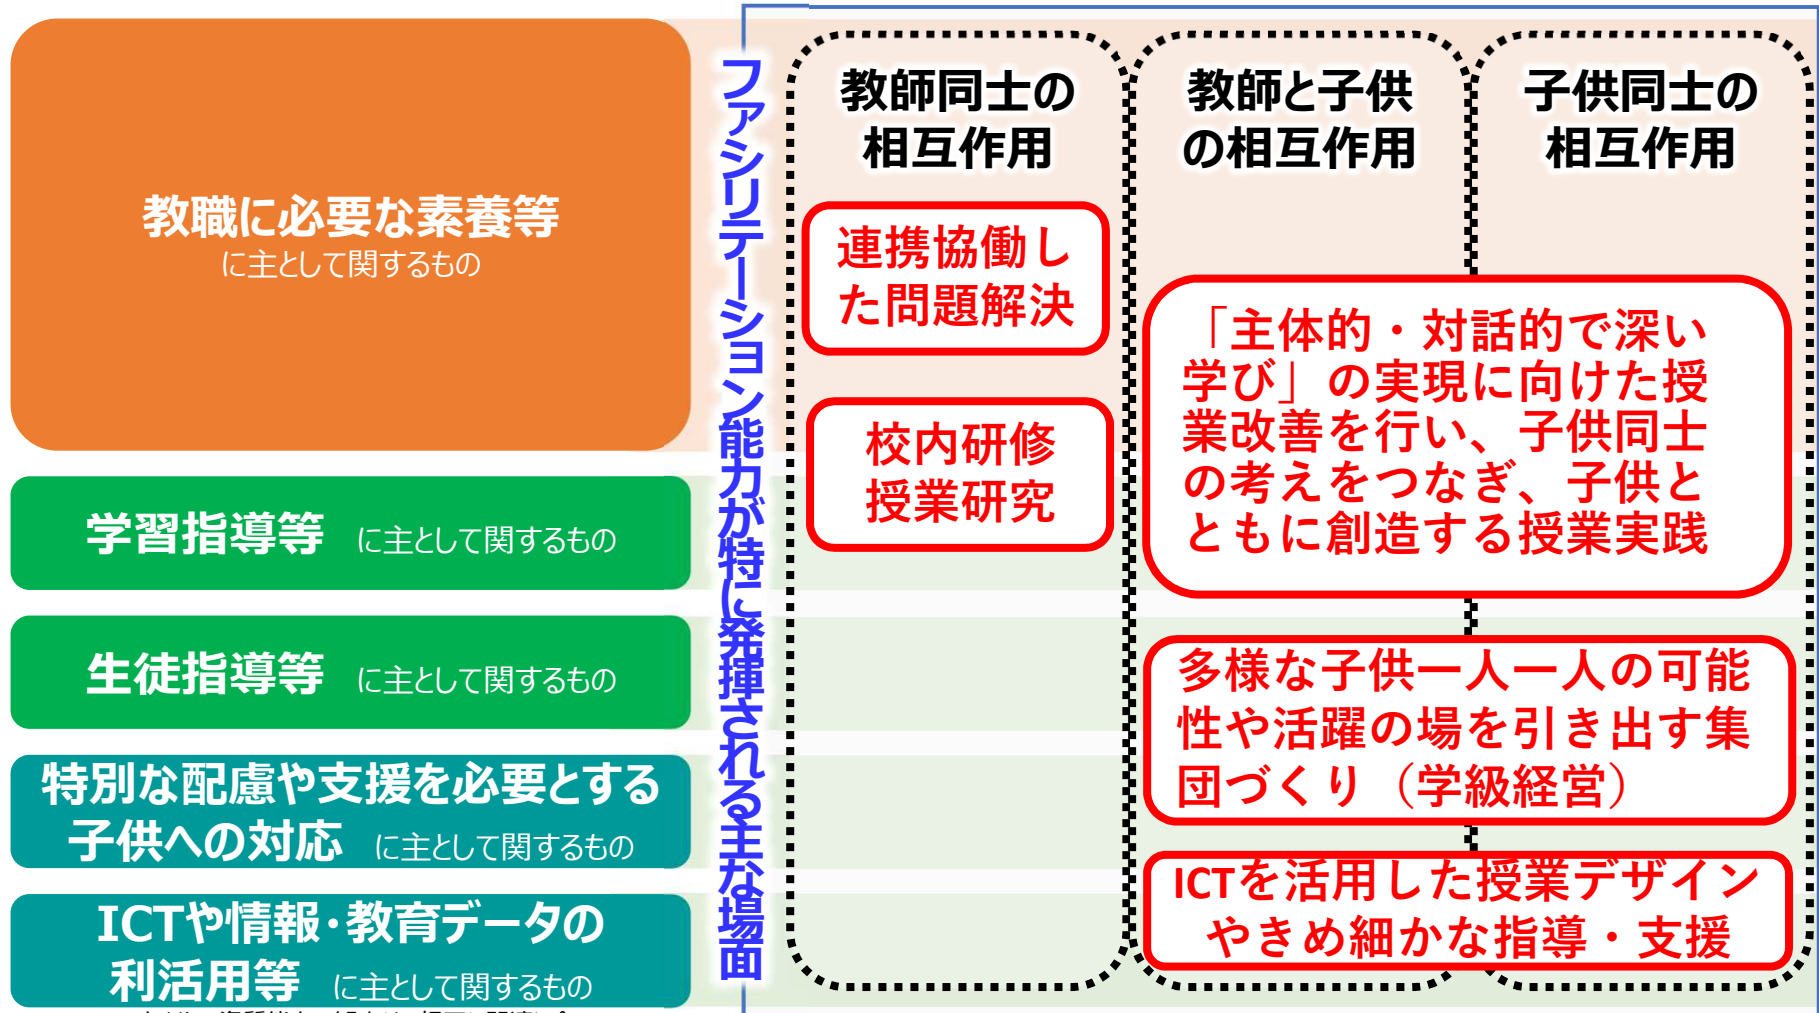 教職に必要な素養等
に主として関するもの
学習指導等 に主として関するもの
生徒指導等 に主として関するもの
特別な配慮や支援を必要とする
子供への対応 に主として関するもの
ICTや情報・教育データの
利活用等 に主として関するもの
ファシリテーション能力が特に発揮される主な場面
教師同士の
相互作用
連携協働し
た問題解決
校内研修
授業研究
教師と子供
の相互作用
子供同士の
相互作用
「主体的・対話的で深い
学び」の実現に向けた授
業改善を行い、子供同士
の考えをつなぎ、子供と
ともに創造する授業実践
多様な子供一人一人の可能
性や活躍の場を引き出す集
団づくり（学級経営）
ICTを活用した授業デザイン
やきめ細かな指導・支援